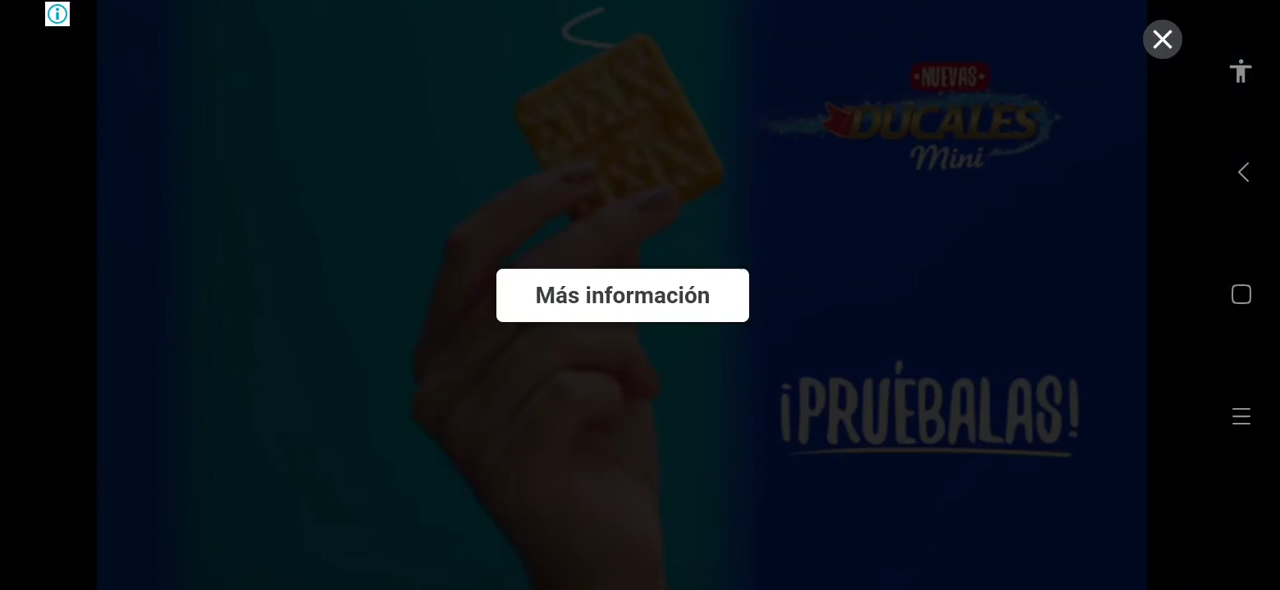 •NUEVAS•
DUCALES
Mini
Más información
¡PRUÉBALAS!